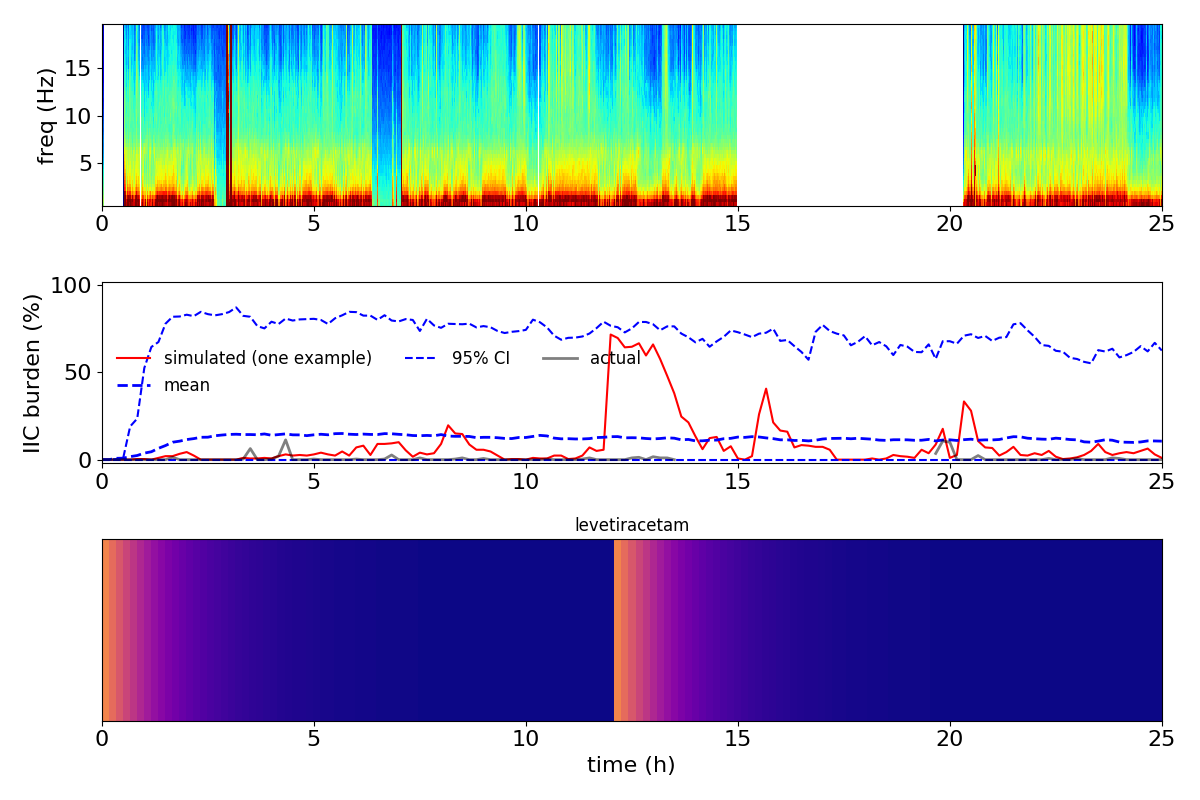 freq (Hz)
15
10
5
0 5 10 15 20 25
IIC burden (%)
100
50
0
simulated (one example) 95% CI actual
mean
0 5 10 15 20 25
levetiracetam
0 5 10 15 20 25
time (h)